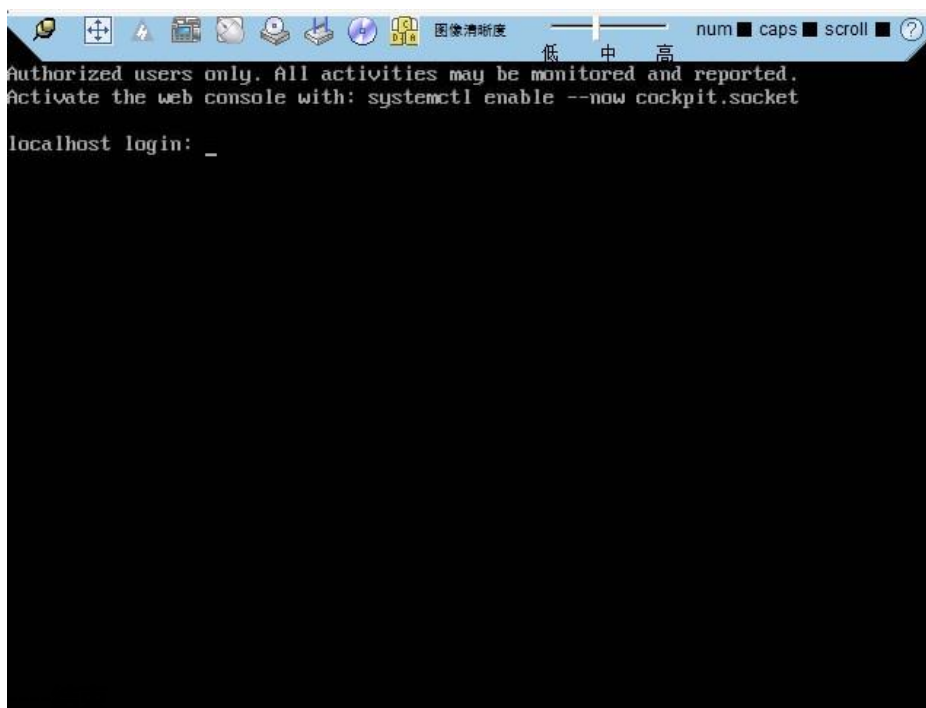 图像清晰度 num caps scroll ?
低 中 高
Authorized users only. All activities may be monitored and reported.
Activate the web console with: systemctl enable --now cockpit.socket
localhost login: _